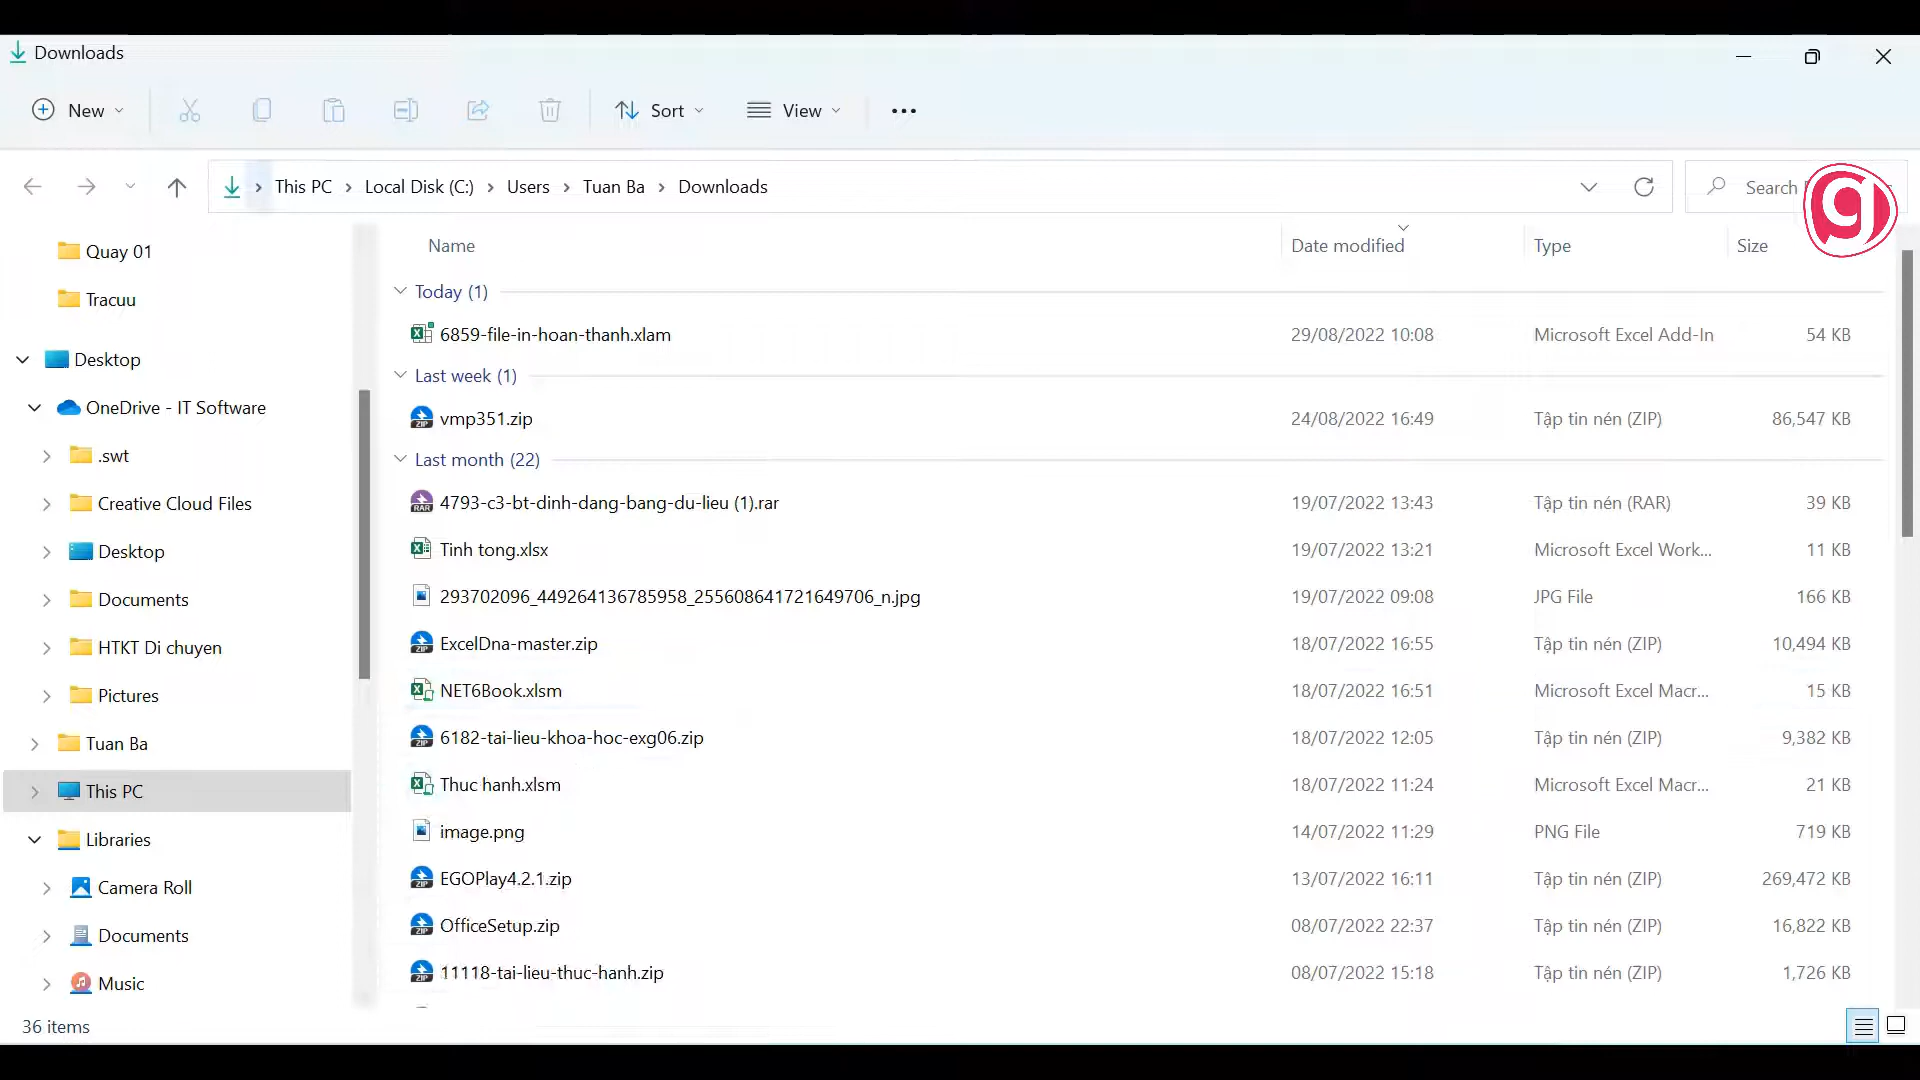 Downloads
New
Sort
View
This PC > Local Disk (C:) > Users > Tuan Ba > Downloads
Search
Name Date modified Type Size
Quay 01
Tracuu
Desktop
OneDrive - IT Software
.swt
Creative Cloud Files
Desktop
Documents
HTKT Di chuyen
Pictures
Tuan Ba
This PC
Libraries
Camera Roll
Documents
Music
Today (1)
6859-file-in-hoan-thanh.xlam 29/08/2022 10:08 Microsoft Excel Add-In 54 KB
Last week (1)
vmp351.zip 24/08/2022 16:49 Tập tin nén (ZIP) 86,547 KB
Last month (22)
4793-c3-bt-dinh-dang-bang-du-lieu (1).rar 19/07/2022 13:43 Tập tin nén (RAR) 39 KB
Tinh tong.xlsx 19/07/2022 13:21 Microsoft Excel Work... 11 KB
293702096_449264136785958_255608641721649706_n.jpg 19/07/2022 09:08 JPG File 166 KB
ExcelDna-master.zip 18/07/2022 16:55 Tập tin nén (ZIP) 10,494 KB
NET6Book.xlsm 18/07/2022 16:51 Microsoft Excel Macr... 15 KB
6182-tai-lieu-khoa-hoc-exg06.zip 18/07/2022 12:05 Tập tin nén (ZIP) 9,382 KB
Thuc hanh.xlsm 18/07/2022 11:24 Microsoft Excel Macr... 21 KB
image.png 14/07/2022 11:29 PNG File 719 KB
EGOPlay4.2.1.zip 13/07/2022 16:11 Tập tin nén (ZIP) 269,472 KB
OfficeSetup.zip 08/07/2022 22:37 Tập tin nén (ZIP) 16,822 KB
11118-tai-lieu-thuc-hanh.zip 08/07/2022 15:18 Tập tin nén (ZIP) 1,726 KB
36 items